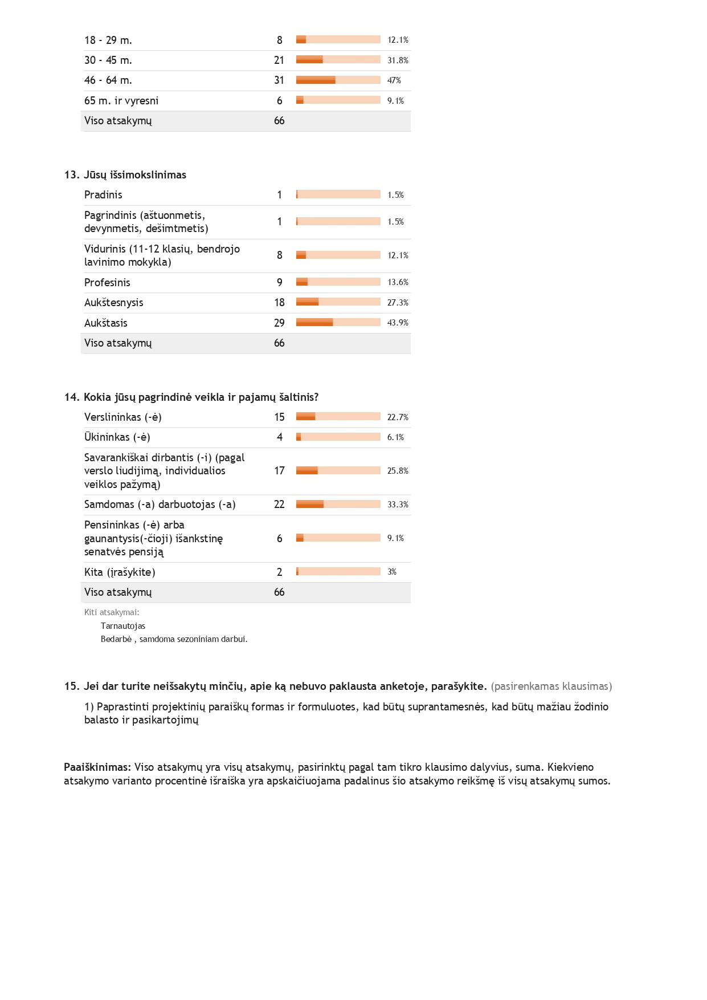 18 - 29 m. 8 12.1%
30 - 45 m. 21 31.8%
46 - 64 m. 31 47%
65 m. ir vyresni 6 9.1%
Viso atsakymų 66
13. Jūsų išsimokslinimas
Pradinis 1 1.5%
Pagrindinis (aštuonmetis,
devynmetis, dešimtmetis) 1 1.5%
Vidurinis (11-12 klasių, bendrojo
lavinimo mokykla) 8 12.1%
Profesinis 9 13.6%
Aukštesnysis 18 27.3%
Aukštasis 29 43.9%
Viso atsakymų 66
14. Kokia jūsų pagrindinė veikla ir pajamų šaltinis?
Verslininkas (-ė) 15 22.7%
Ūkininkas (-ė) 4 6.1%
Savarankiškai dirbantis (-i) (pagal
verslo liudijimą, individualios 17 25.8%
veiklos pažymą)
Samdomas (-a) darbuotojas (-a) 22 33.3%
Pensininkas (-ė) arba
gaunantysis(-čioji) išankstinę 6 9.1%
senatvės pensiją
Kita (įrašykite) 2 3%
Viso atsakymų 66
Kiti atsakymai:
Tarnautojas
Bedarbė , samdoma sezoniniam darbui.
15. Jei dar turite neišsakytų minčių, apie ką nebuvo paklausta anketoje, parašykite. (pasirenkamas klausimas)
1) Paprastinti projektinių paraiškų formas ir formuluotes, kad būtų suprantamesnės, kad būtų mažiau žodinio
balasto ir pasikartojimų
Paaiškinimas: Viso atsakymų yra visų atsakymų, pasirinktų pagal tam tikro klausimo dalyvius, suma. Kiekvieno
atsakymo varianto procentinė išraiška yra apskaičiuojama padalinus šio atsakymo reikšmę iš visų atsakymų sumos.